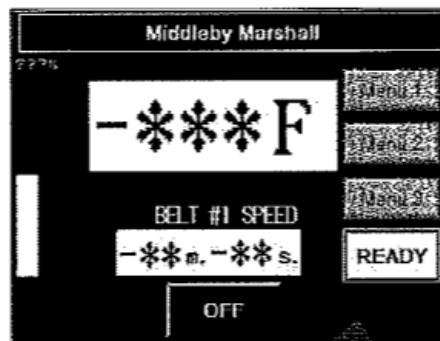 Middleby Marshall
???%
-***F
Menu 1
Menu 2
Menu 3
BELT #1 SPEED
-**m.-**s.
READY
OFF